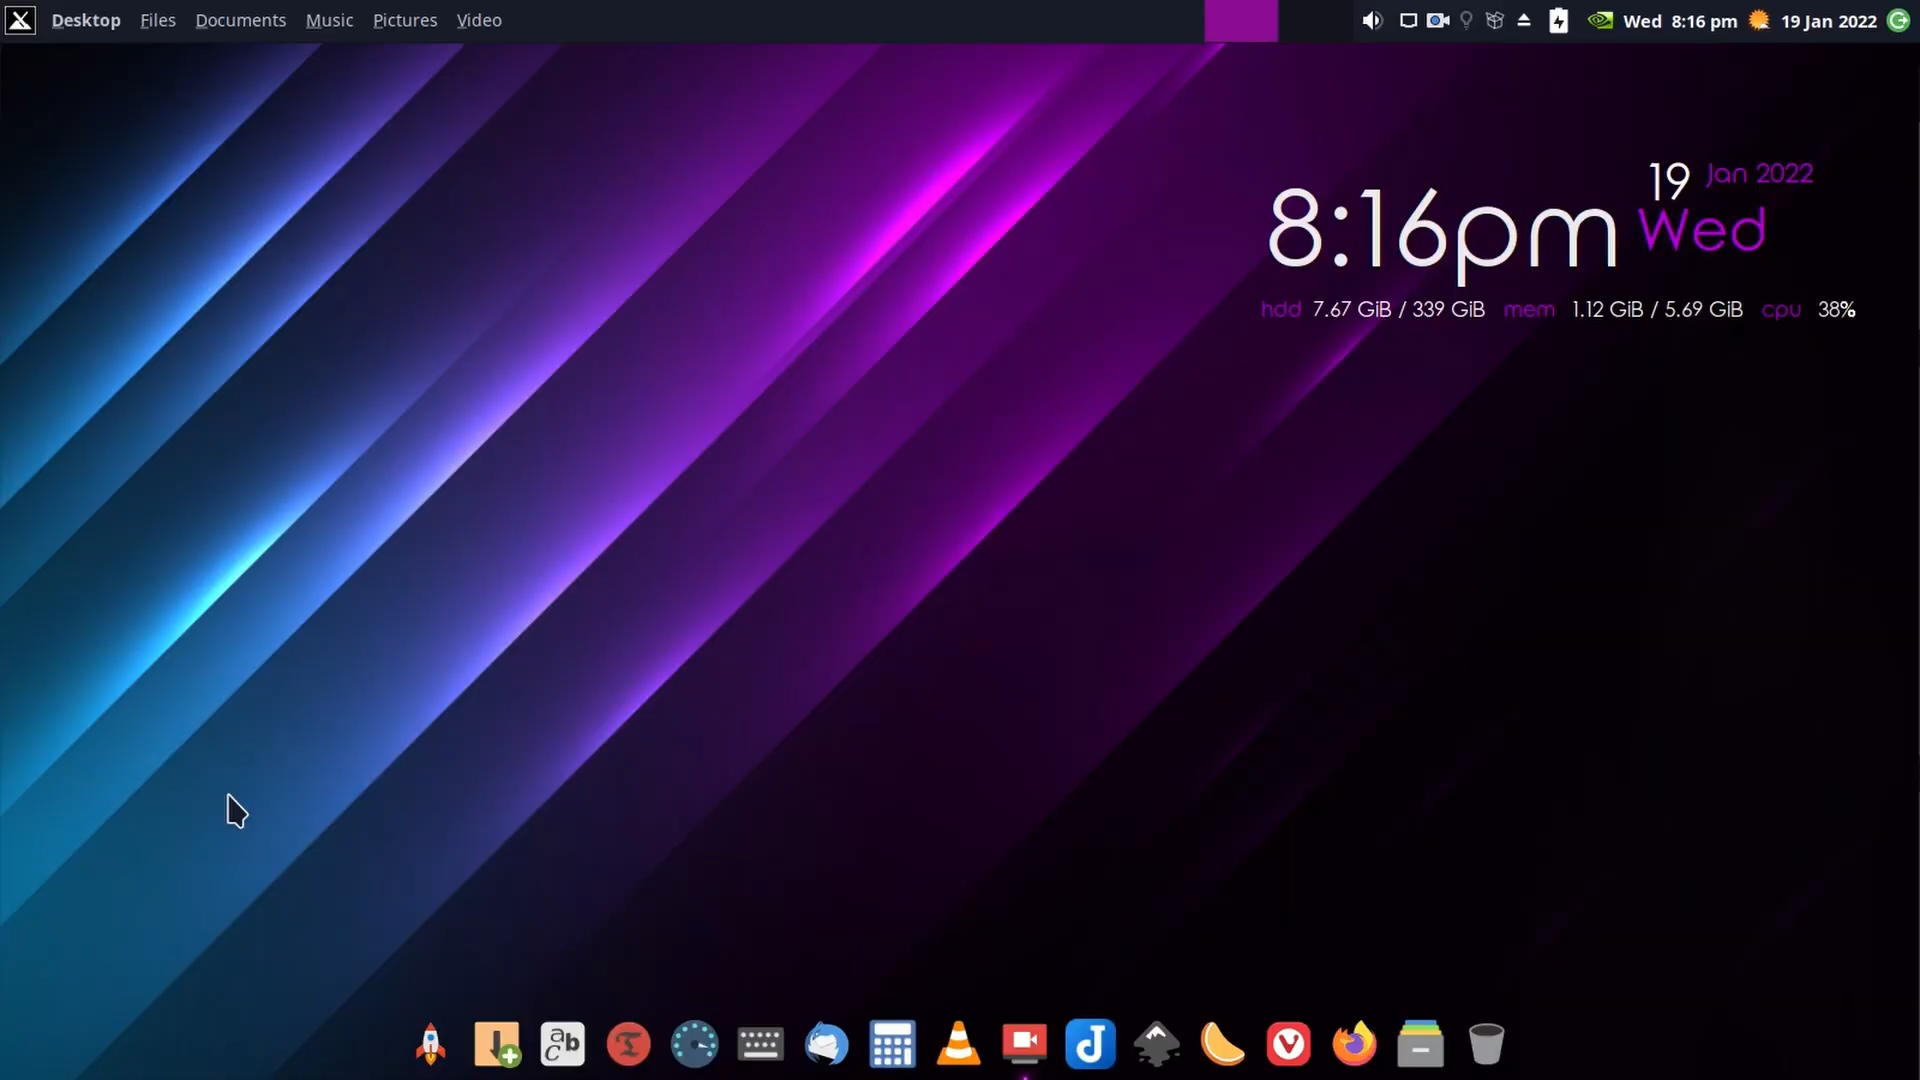 Desktop Files Documents Music Pictures Video
Wed 8:16 pm 19 Jan 2022
19 Jan 2022
8:16pm Wed
hdd 7.67 GiB / 339 GiB mem 1.12 GiB / 5.69 GiB cpu 38%
abc